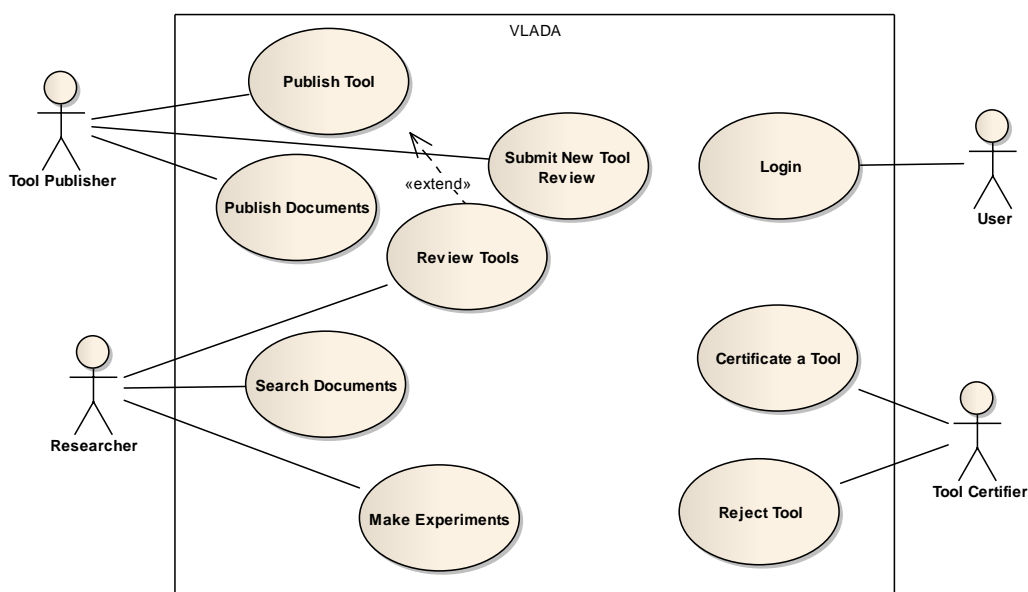 VLADA
Publish Tool
Tool Publisher
Submit New Tool
Review
Login
«extend»
Publish Documents
User
Review Tools
Certificate a Tool
Search Documents
Researcher
Tool Certifier
Make Experiments
Reject Tool